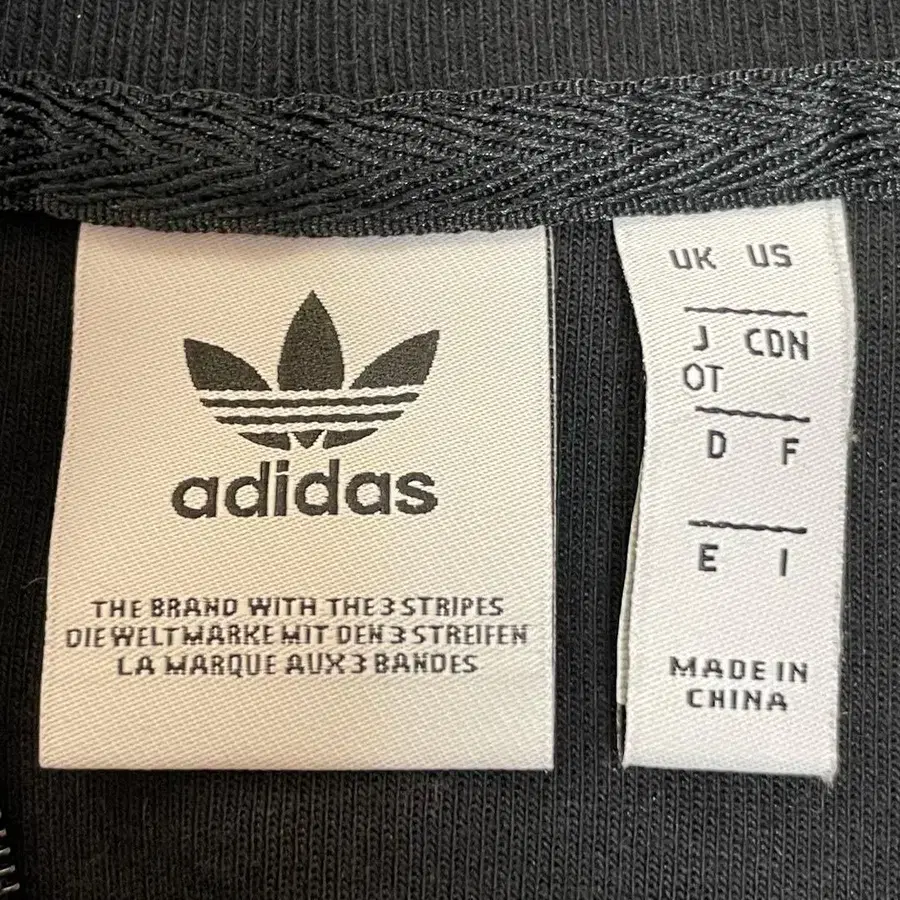 adidas
THE BRAND WITH THE 3 STRIPES
DIE WELTMARKE MIT DEN 3 STREIFEN
LA MARQUE AUX 3 BANDES
UK US
J CDN
OT
D F
E I
MADE IN
CHINA